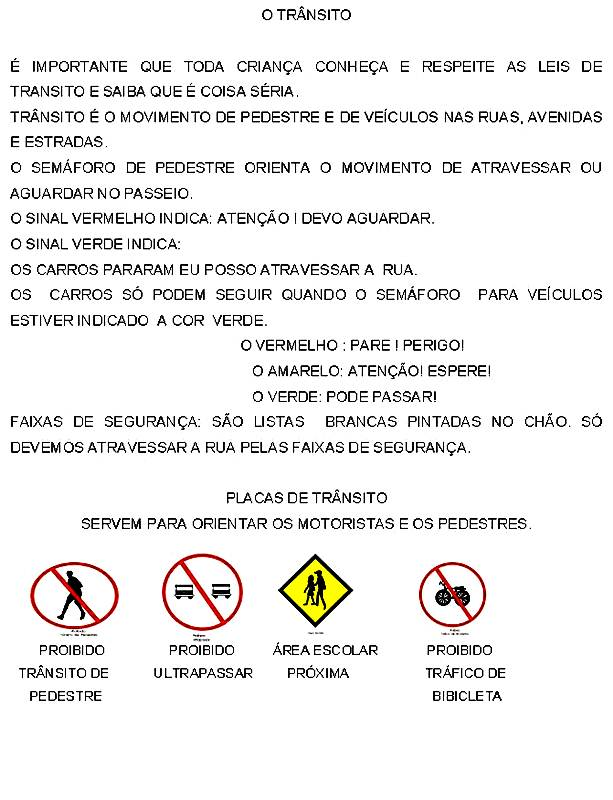 O TRÂNSITO
É IMPORTANTE QUE TODA CRIANÇA CONHEÇA E RESPEITE AS LEIS DE
TRANSITO E SAIBA QUE É COISA SÉRIA.
TRÂNSITO É O MOVIMENTO DE PEDESTRE E DE VEÍCULOS NAS RUAS, AVENIDAS
E ESTRADAS.
O SEMÁFORO DE PEDESTRE ORIENTA O MOVIMENTO DE ATRAVESSAR OU
AGUARDAR NO PASSEIO.
O SINAL VERMELHO INDICA: ATENÇÃO ! DEVO AGUARDAR.
O SINAL VERDE INDICA:
OS CARROS PARARAM EU POSSO ATRAVESSAR A RUA.
OS CARROS SÓ PODEM SEGUIR QUANDO O SEMÁFORO PARA VEÍCULOS
ESTIVER INDICADO A COR VERDE.
O VERMELHO : PARE ! PERIGO!
O AMARELO: ATENÇÃO! ESPERE!
O VERDE: PODE PASSAR!
FAIXAS DE SEGURANÇA: SÃO LISTAS BRANCAS PINTADAS NO CHÃO. SÓ
DEVEMOS ATRAVESSAR A RUA PELAS FAIXAS DE SEGURANÇA.
PLACAS DE TRÂNSITO
SERVEM PARA ORIENTAR OS MOTORISTAS E OS PEDESTRES.
PROIBIDO PROIBIDO ÁREA ESCOLAR PROIBIDO
TRÂNSITO DE ULTRAPASSAR PRÓXIMA TRÁFICO DE
PEDESTRE BIBICLETA